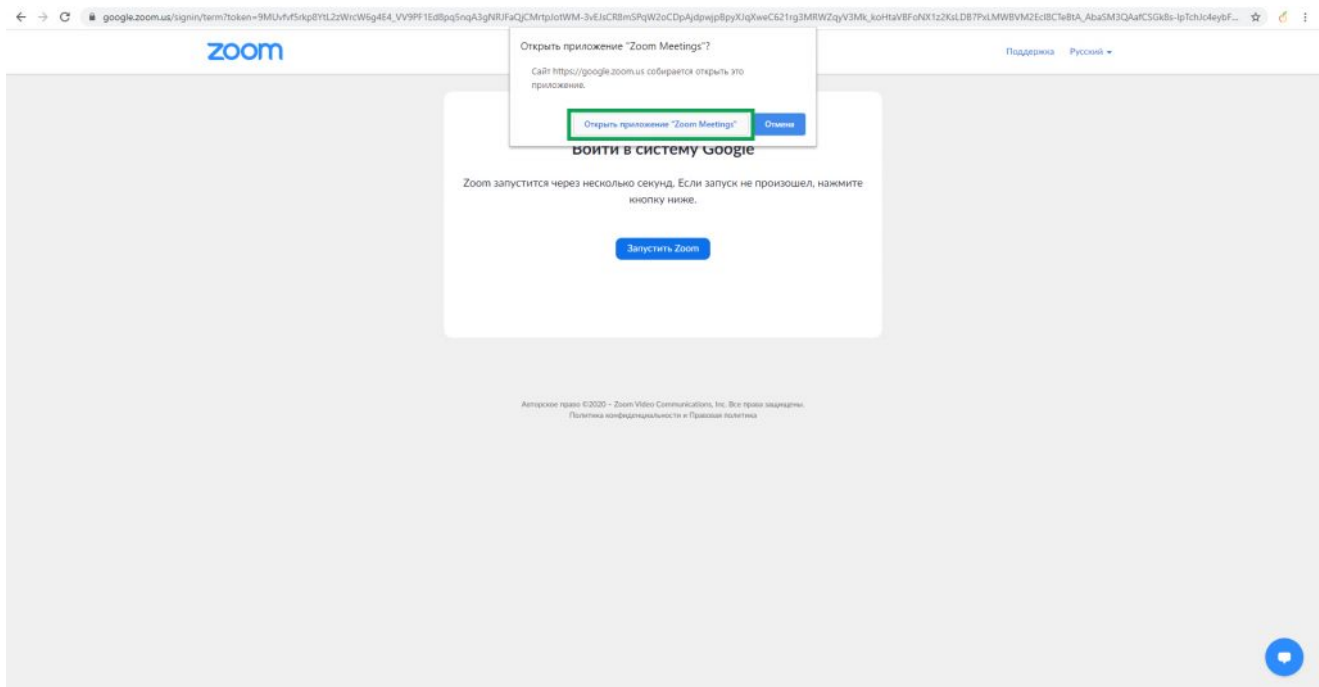 google.zoom.us/signin/term?token=
zoom
Поддержка Русский
Открыть приложение "Zoom Meetings"?
Сайт https://google.zoom.us собирается открыть это
приложение.
Открыть приложение "Zoom Meetings" Отмена
Войти в систему Google
Zoom запустится через несколько секунд. Если запуск не произошел, нажмите
кнопку ниже.
Запустить Zoom
Авторское право ©2020 – Zoom Video Communications, Inc. Все права защищены.
Политика конфиденциальности и Правовая политика